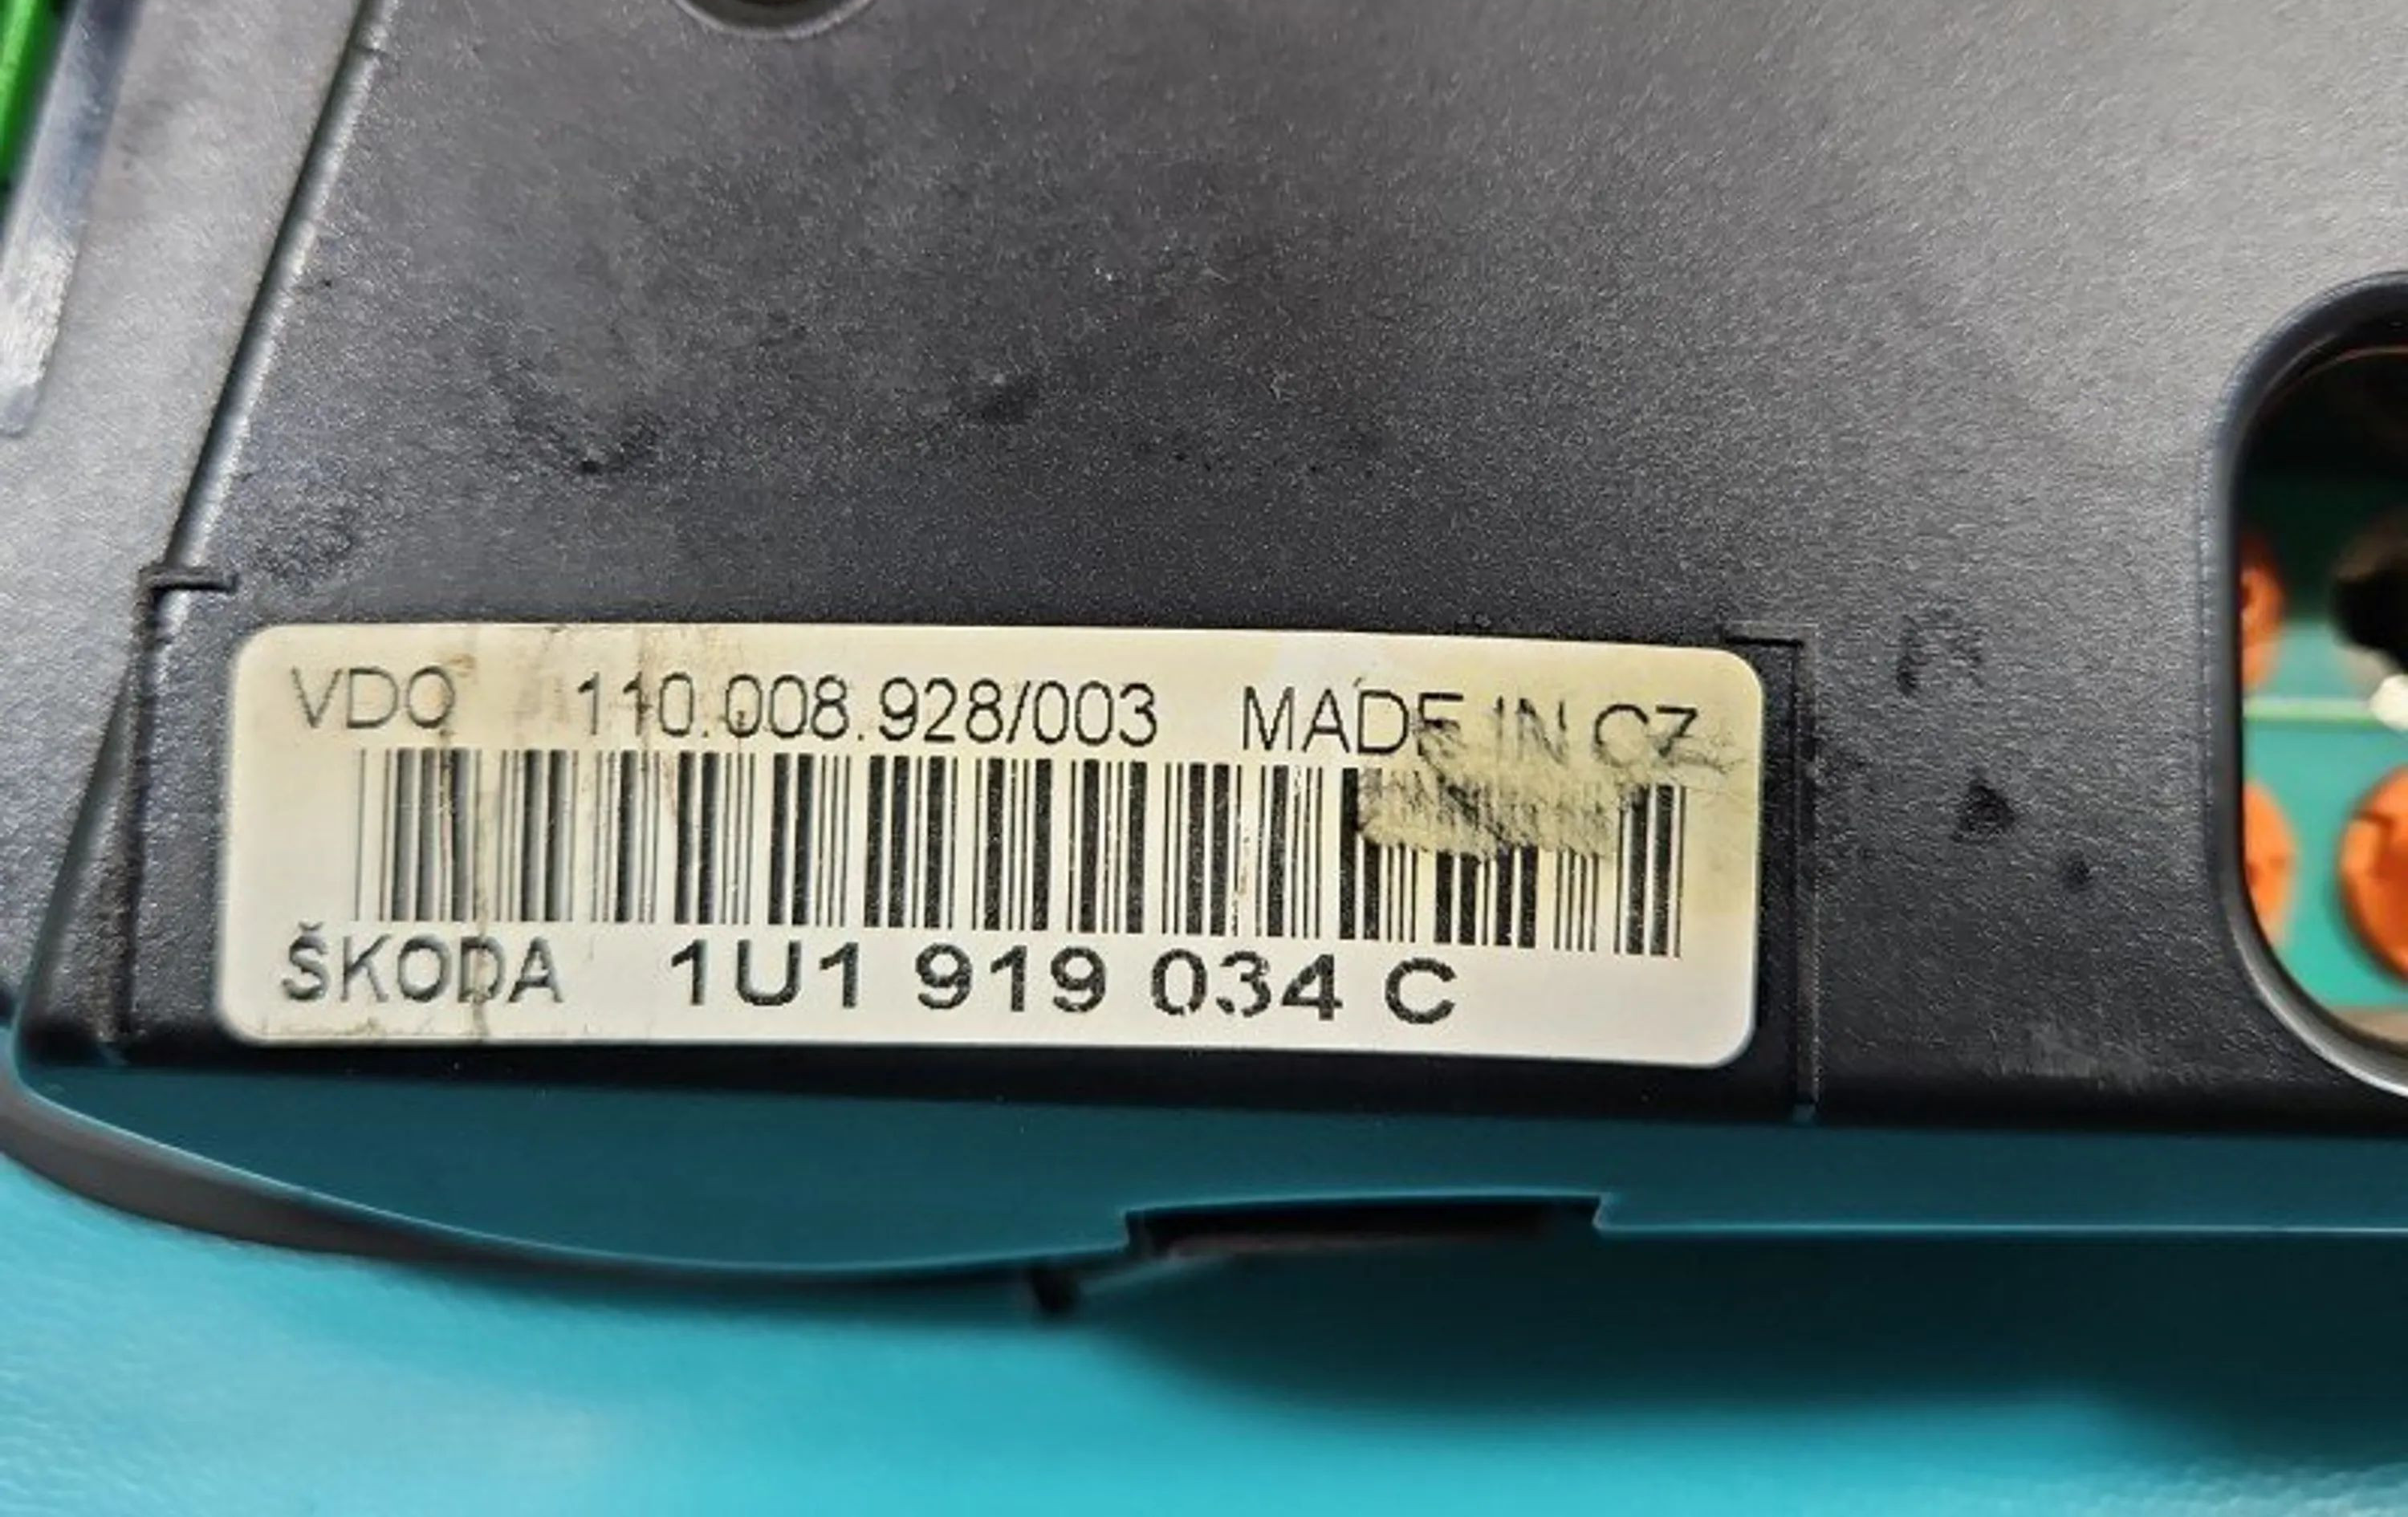 VDO 110.008.928/003 MADE IN CZ
ŠKODA 1U1 919 034 C